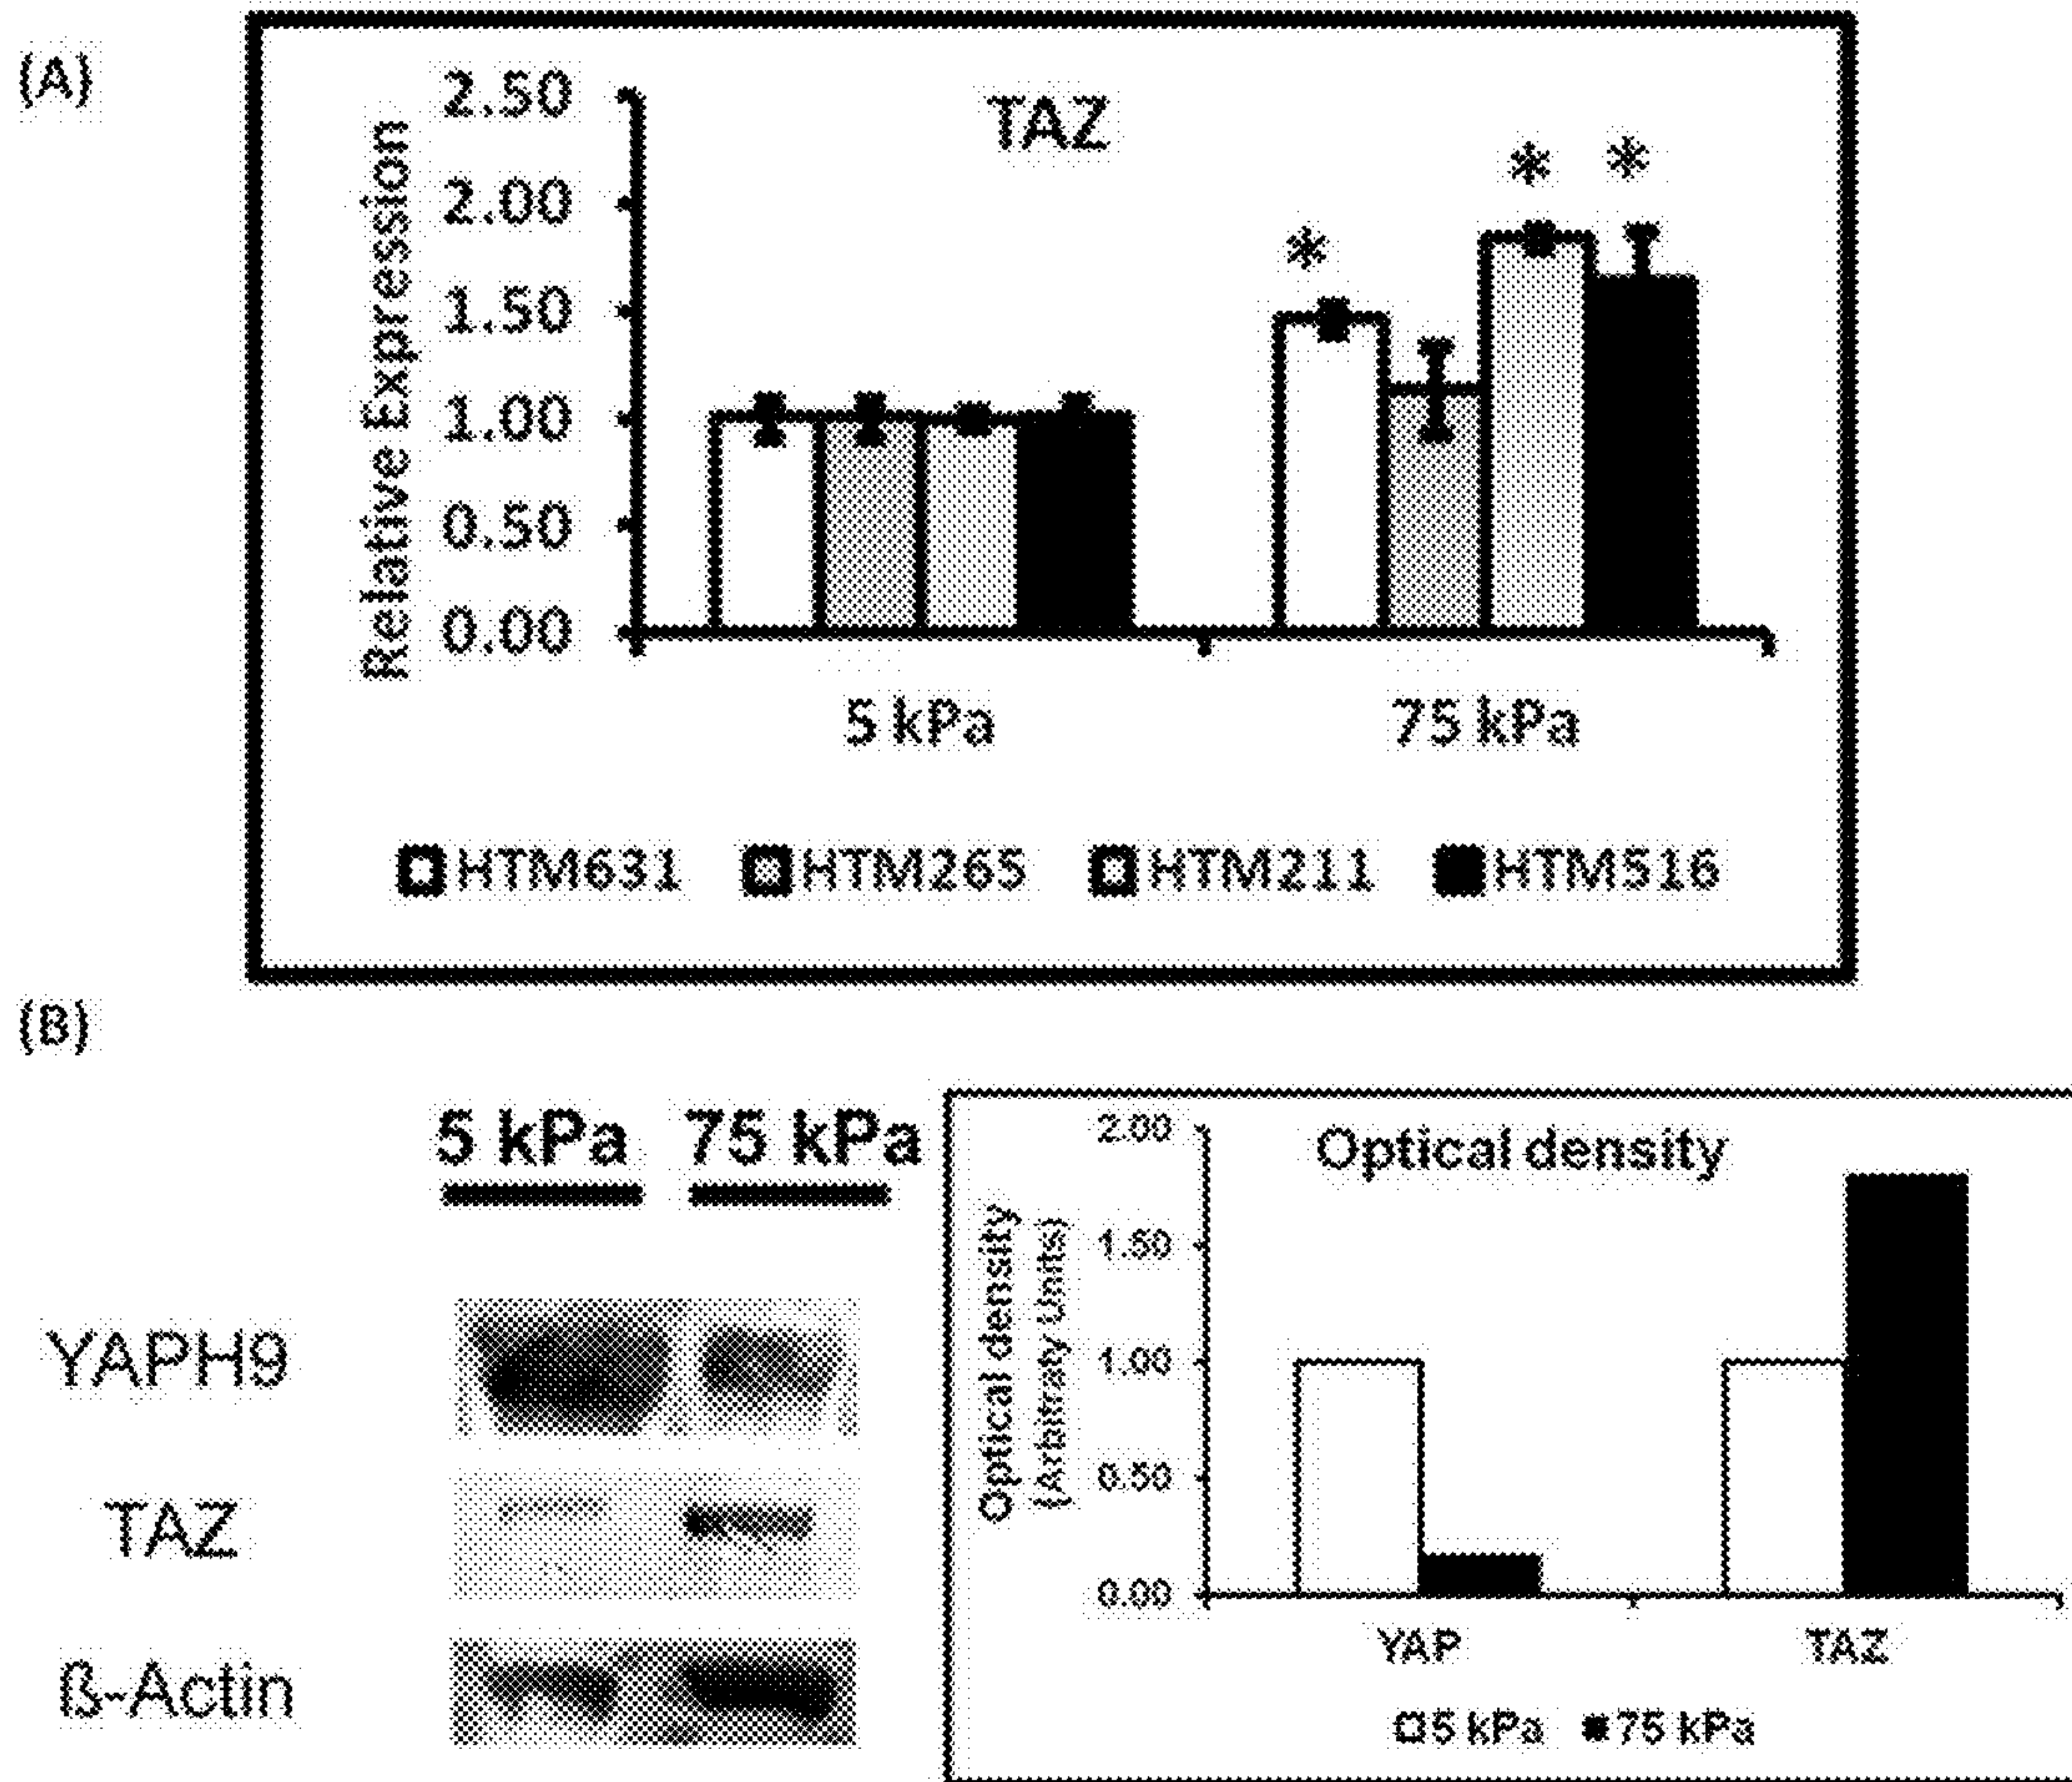 (A)
TAZ
Relative Expression
2.50
2.00
1.50
1.00
0.50
0.00
* * *
5 kPa 75 kPa
HTM631 HTM265 HTM211 HTM516
(B)
5 kPa 75 kPa
YAPH9
TAZ
ß-Actin
Optical density
Optical density
(Arbitraty Units)
2.00
1.50
1.00
0.50
0.00
YAP TAZ
5 kPa 75 kPa